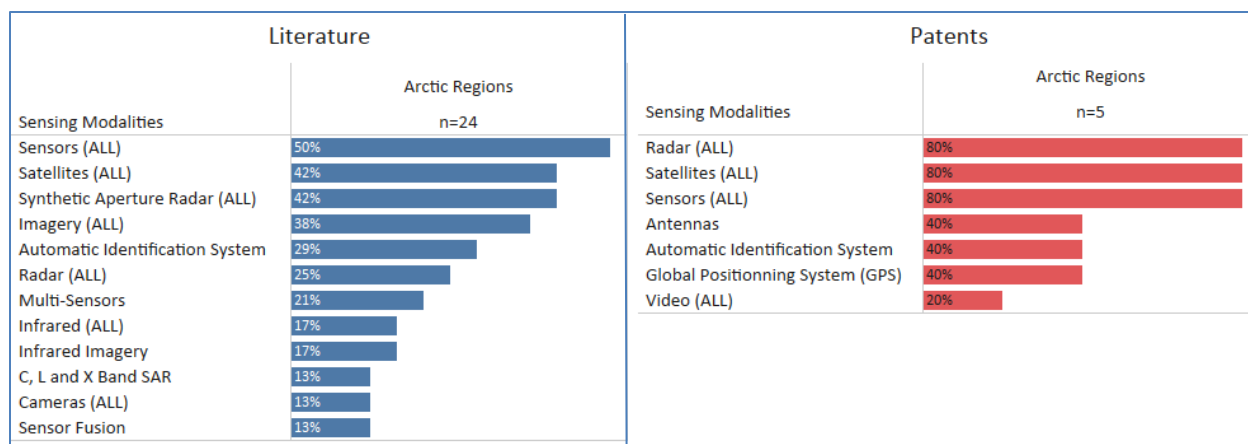 Literature
Arctic Regions
Sensing Modalities n=24
Sensors (ALL) 50%
Satellites (ALL) 42%
Synthetic Aperture Radar (ALL) 42%
Imagery (ALL) 38%
Automatic Identification System 29%
Radar (ALL) 25%
Multi-Sensors 21%
Infrared (ALL) 17%
Infrared Imagery 17%
C, L and X Band SAR 13%
Cameras (ALL) 13%
Sensor Fusion 13%
Patents
Arctic Regions
Sensing Modalities n=5
Radar (ALL) 80%
Satellites (ALL) 80%
Sensors (ALL) 80%
Antennas 40%
Automatic Identification System 40%
Global Positionning System (GPS) 40%
Video (ALL) 20%